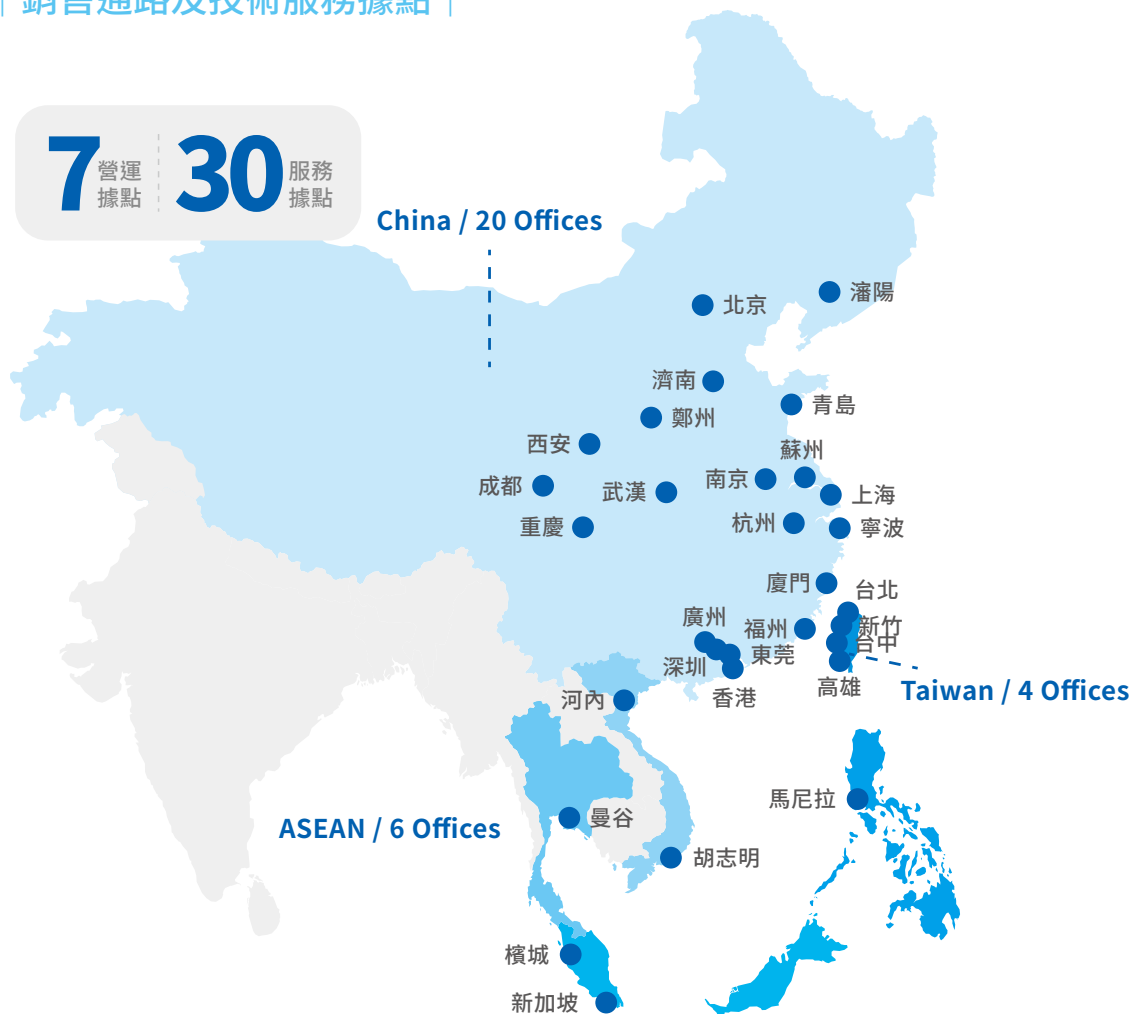 ｜銷售通路及技術服務據點｜
7 營運據點
30 服務據點
China / 20 Offices
北京
瀋陽
濟南
青島
鄭州
西安
蘇州
成都
武漢
南京
上海
重慶
杭州
寧波
廈門
台北
廣州
福州
新竹
台中
深圳
東莞
香港
高雄
Taiwan / 4 Offices
河內
馬尼拉
曼谷
ASEAN / 6 Offices
胡志明
檳城
新加坡